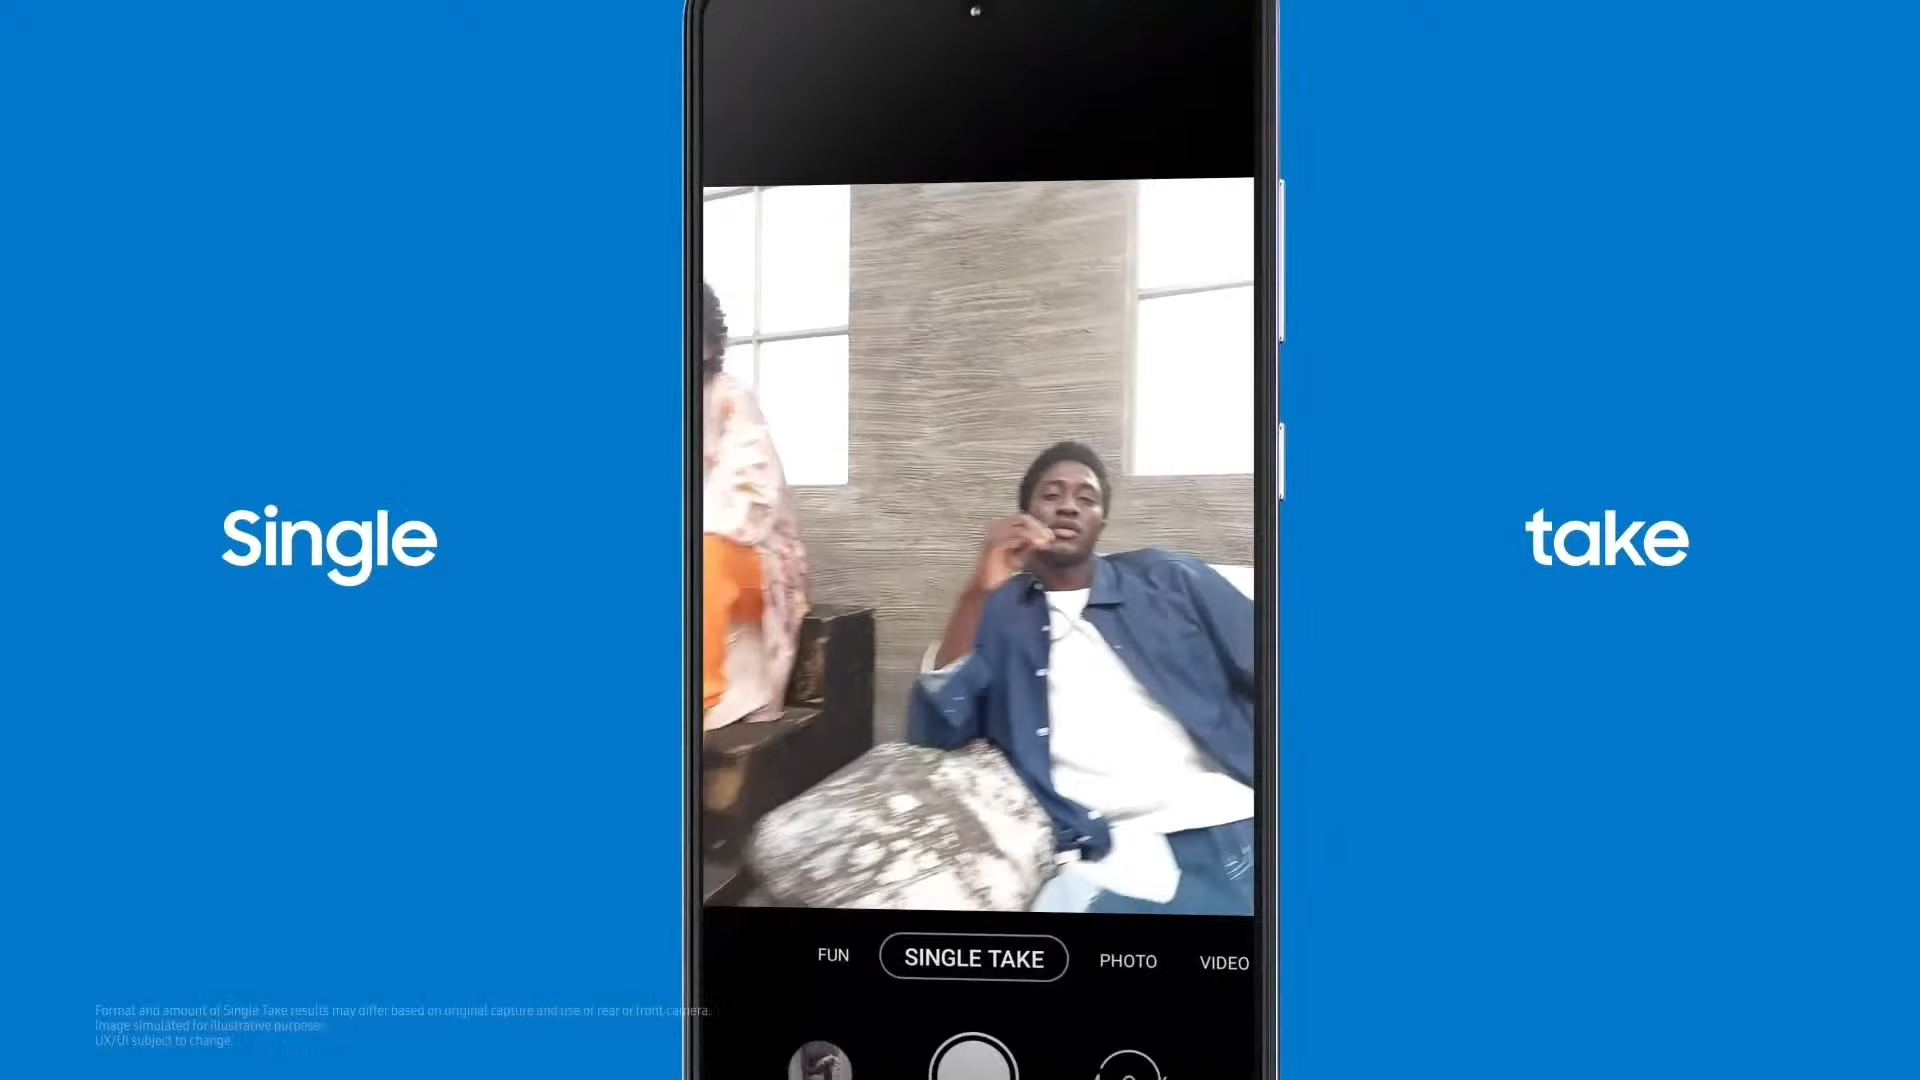 Single
take
FUN SINGLE TAKE PHOTO VIDEO
Format and amount of Single Take results may differ based on original capture and use of rear or front camera.
Image simulated for illustrative purpose.
UX/UI subject to change.